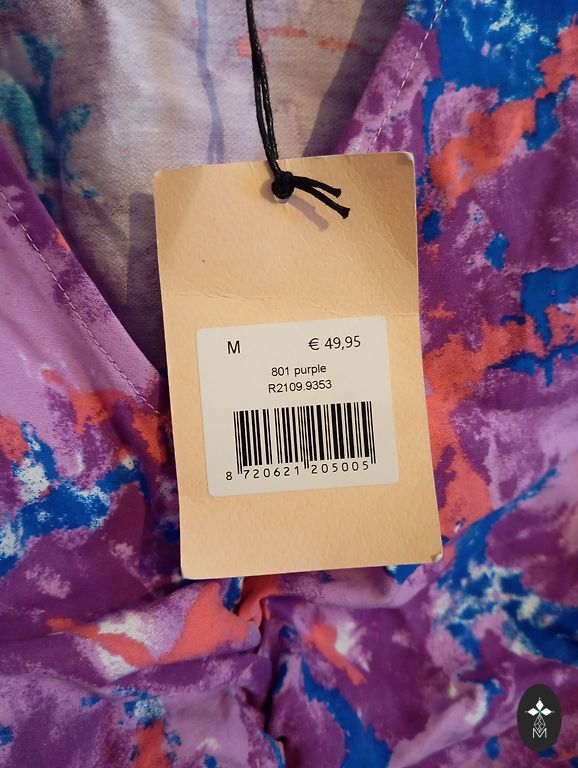 M € 49,95
801 purple
R2109.9353
8 720621 205005
M